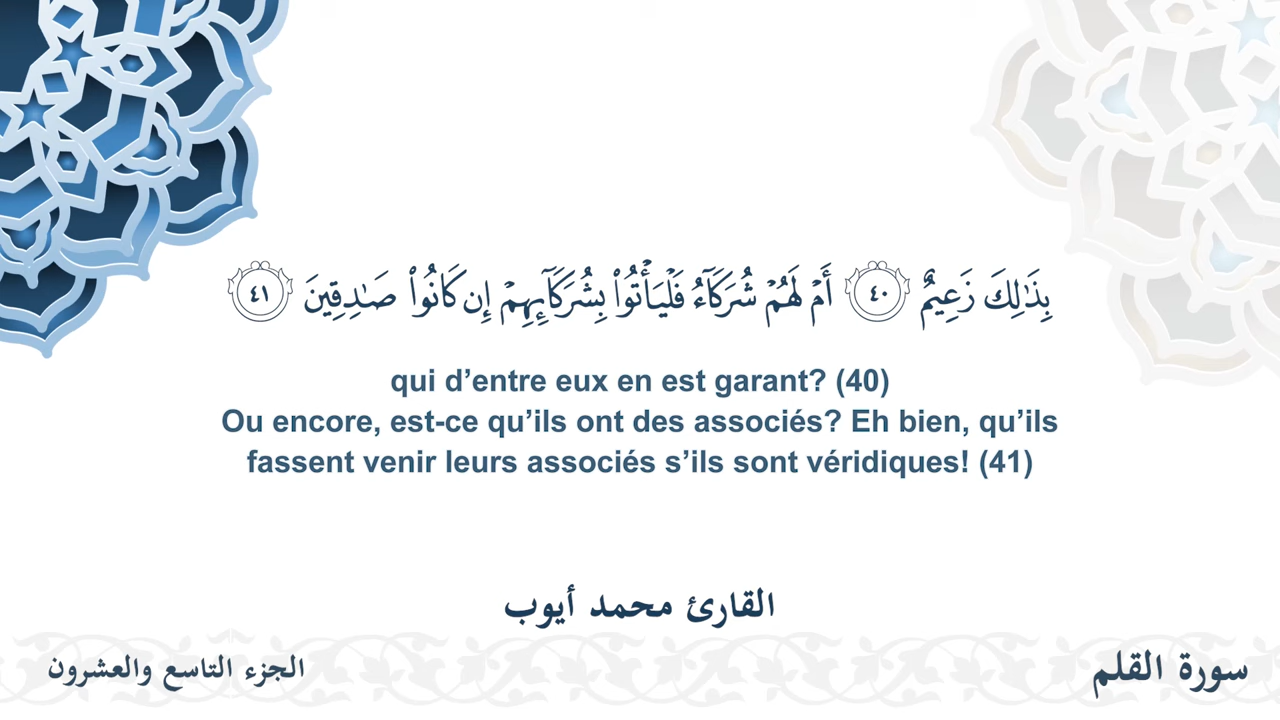 بِذَٰلِكَ زَعِيمٌ ٤٠ أَمْ لَهُمْ شُرَكَآءُ فَلْيَأْتُوا۟ بِشُرَكَآئِهِمْ إِن كَانُوا۟ صَـٰدِقِينَ ٤١
qui d’entre eux en est garant? (40)
Ou encore, est-ce qu’ils ont des associés? Eh bien, qu’ils
fassent venir leurs associés s’ils sont véridiques! (41)
القارئ محمد أيوب
سورة القلم
الجزء التاسع والعشرون